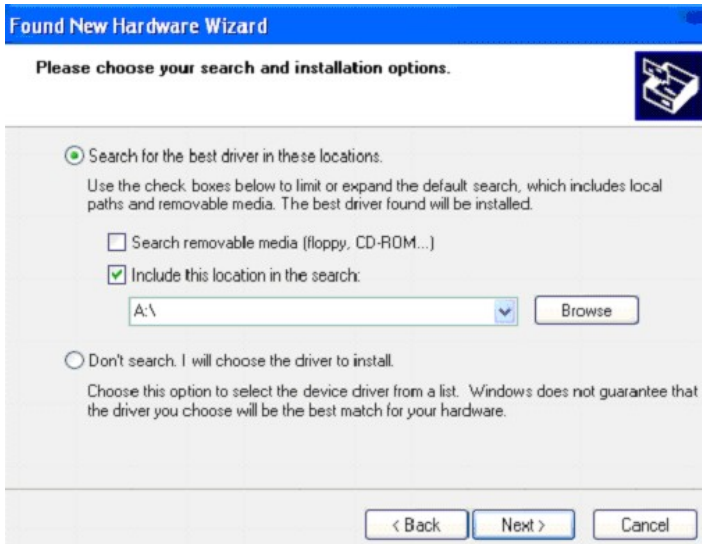 Found New Hardware Wizard
Please choose your search and installation options.
Search for the best driver in these locations.
Use the check boxes below to limit or expand the default search, which includes local
paths and removable media. The best driver found will be installed.
Search removable media (floppy, CD-ROM...)
Include this location in the search:
A:\
Browse
Don't search. I will choose the driver to install.
Choose this option to select the device driver from a list. Windows does not guarantee that
the driver you choose will be the best match for your hardware.
< Back Next > Cancel